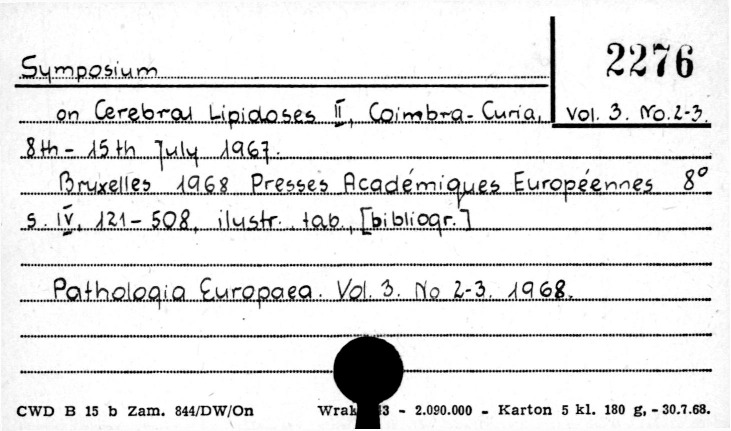 Symposium
2276
on Cerebral Lipidoses II, Coimbra-Curia,
Vol. 3. No. 2-3.
8th - 15th July 1967.
Bruxelles 1968 Presses Académiques Européennes 8°
s. IV, 121-508, ilustr. tab., [bibliogr.]
Pathologia Europaea. Vol. 3. No 2-3. 1968.
CWD B 15 b Zam. 844/DW/On
3 - 2.090.000 - Karton 5 kl. 180 g, - 30.7.68.